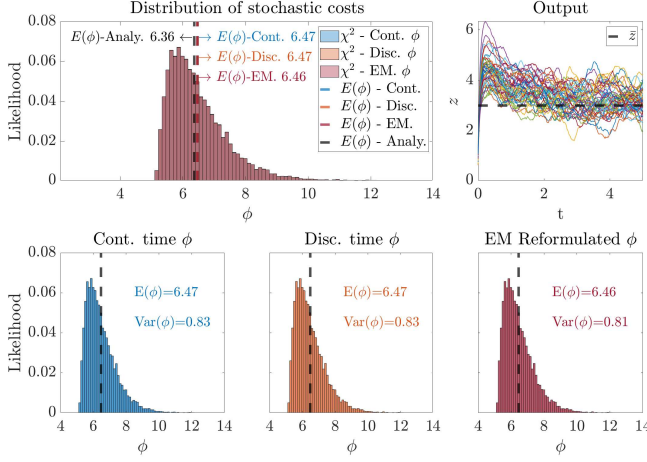 Distribution of stochastic costs
E(ϕ)-Analy. 6.36 ←→ E(ϕ)-Cont. 6.47
→ E(ϕ)-Disc. 6.47
→ E(ϕ)-EM. 6.46
χ² - Cont. ϕ
χ² - Disc. ϕ
χ² - EM. ϕ
E(ϕ) - Cont.
E(ϕ) - Disc.
E(ϕ) - EM.
E(ϕ) - Analy.
Likelihood
0.08
0.06
0.04
0.02
0
4 6 8 10 12 14
ϕ
Output
z̄
z
6
4
2
0
0 2 4
t
Cont. time ϕ
E(ϕ)=6.47
Var(ϕ)=0.83
Likelihood
0.08
0.04
0
4 6 8 10 12 14
ϕ
Disc. time ϕ
E(ϕ)=6.47
Var(ϕ)=0.83
4 6 8 10 12 14
ϕ
EM Reformulated ϕ
E(ϕ)=6.46
Var(ϕ)=0.81
4 6 8 10 12 14
ϕ